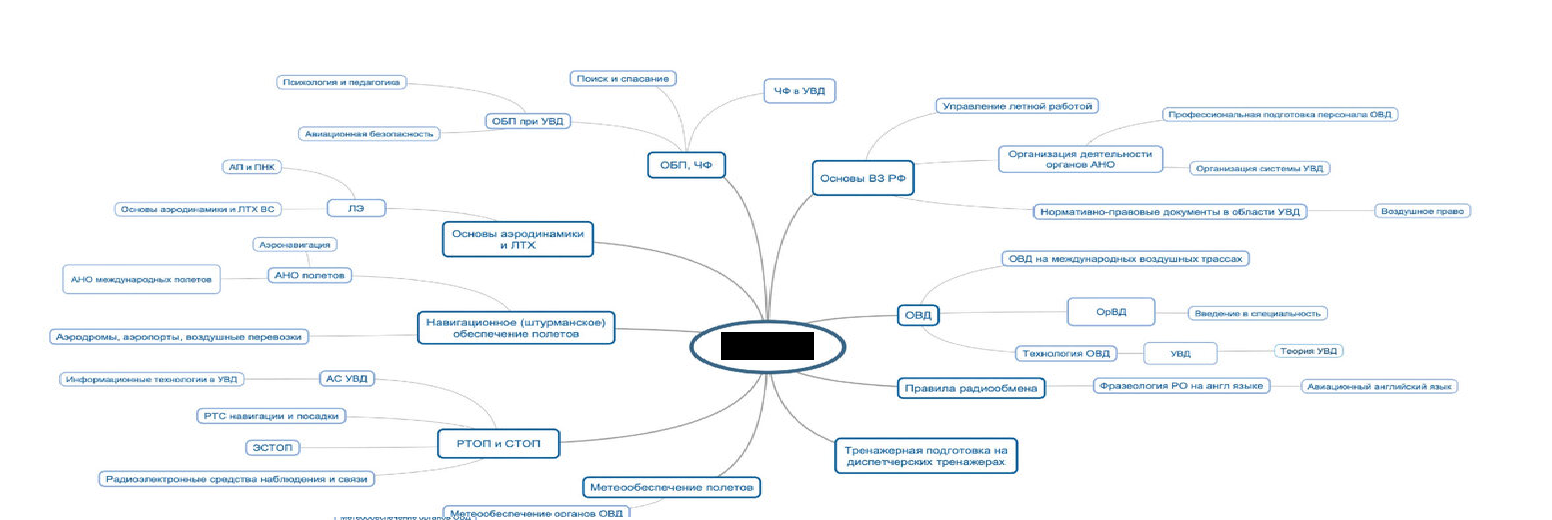 Поиск и спасание
Психология и педагогика
ЧФ в УВД
Управление летной работой
Профессиональная подготовка персонала ОВД
ОБП при УВД
Авиационная безопасность
Организация деятельности
органов АНО
ОБП, ЧФ
АП и ПНК
Организация системы УВД
Основы ВЗ РФ
ЛЭ
Основы аэродинамики и ЛТХ ВС
Нормативно-правовые документы в области УВД
Воздушное право
Основы аэродинамики
и ЛТХ
Аэронавигация
ОВД на международных воздушных трассах
АНО полетов
АНО международных полетов
ОрВД
Введение в специальность
ОВД
Навигационное (штурманское)
обеспечение полетов
Аэродромы, аэропорты, воздушные перевозки
Технология ОВД
УВД
Теория УВД
Информационные технологии в УВД
АС УВД
Правила радиообмена
Фразеология РО на англ языке
Авиационный английский язык
РТС навигации и посадки
РТОП и СТОП
ЭСТОП
Тренажерная подготовка на
диспетчерских тренажерах
Радиоэлектронные средства наблюдения и связи
Метеообеспечение полетов
Метеообеспечение органов ОВД
Метеообеспечение органов ОВД